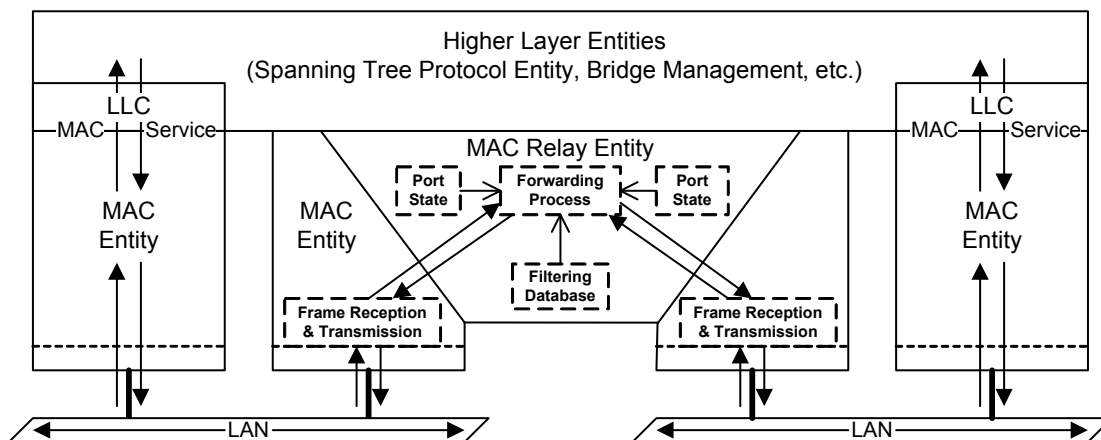 Higher Layer Entities
(Spanning Tree Protocol Entity, Bridge Management, etc.)
LLC
MAC Service
MAC
Entity
MAC
Entity
MAC Relay Entity
Port
State
Forwarding
Process
Port
State
Filtering
Database
Frame Reception
& Transmission
Frame Reception
& Transmission
MAC
Entity
LLC
MAC Service
MAC
Entity
LAN
LAN